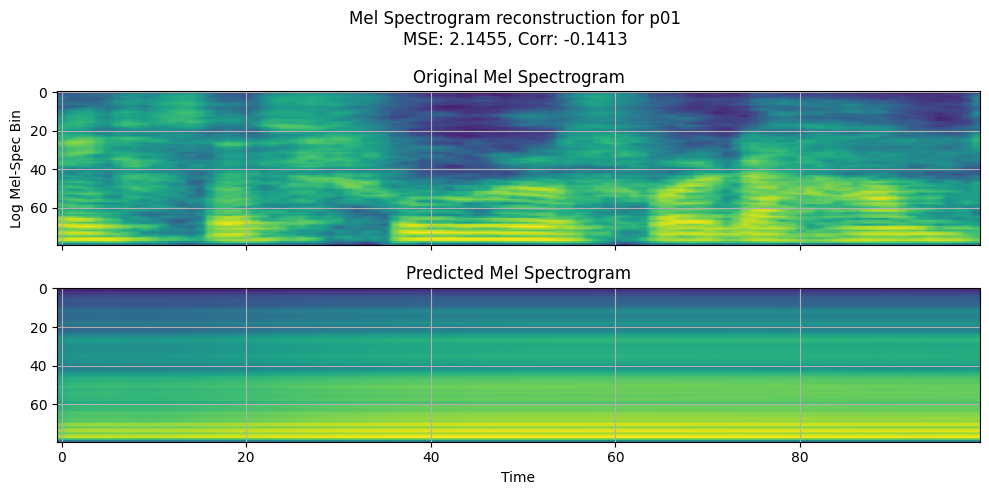 Mel Spectrogram reconstruction for p01
MSE: 2.1455, Corr: -0.1413
Original Mel Spectrogram
Log Mel-Spec Bin
0
20
40
60
Predicted Mel Spectrogram
0
20
40
60
0 20 40 60 80
Time